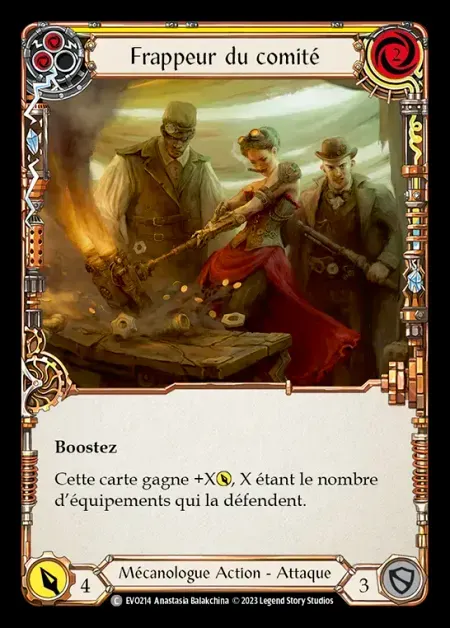 Frappeur du comité
2
Boostez
Cette carte gagne +X, X étant le nombre
d'équipements qui la défendent.
4
Mécanologue Action - Attaque
3
C EVO214 Anastasia Balakchina © 2023 Legend Story Studios